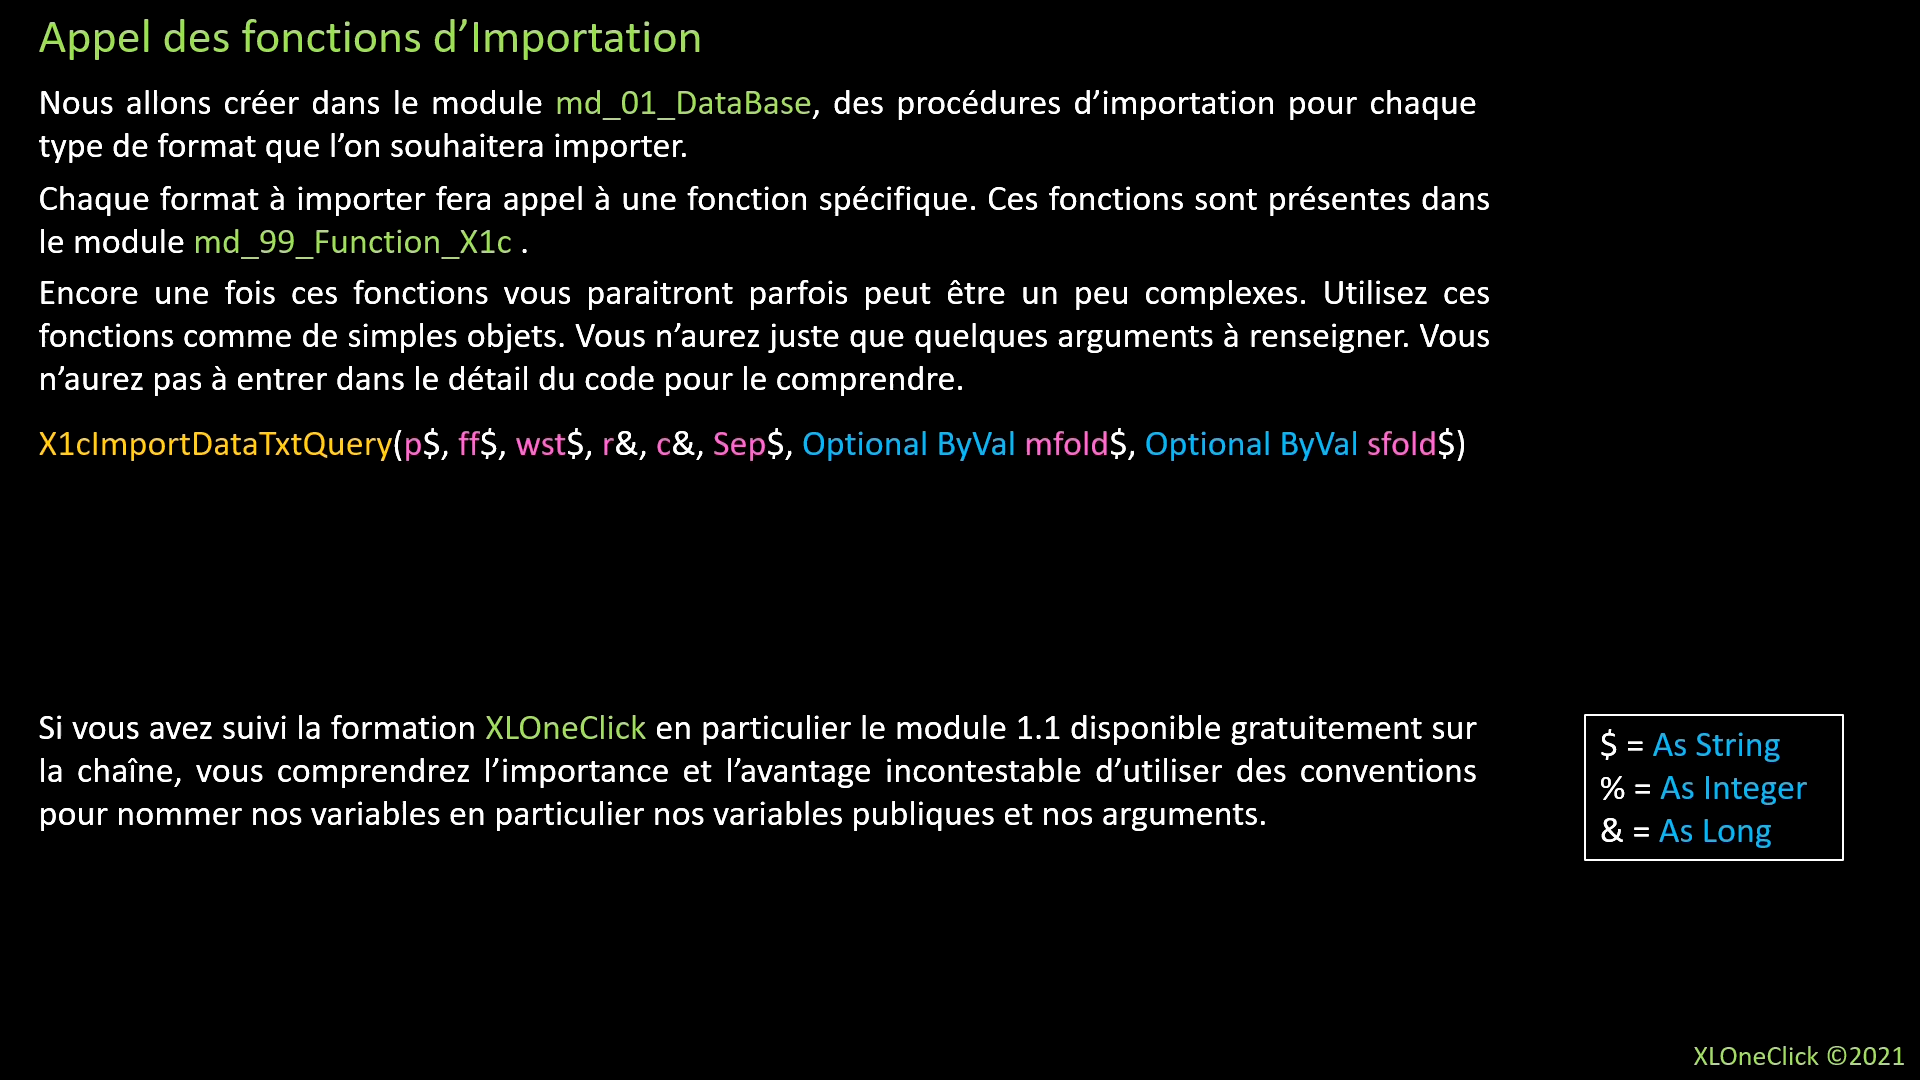 Appel des fonctions d’Importation
Nous allons créer dans le module md_01_DataBase, des procédures d’importation pour chaque
type de format que l’on souhaitera importer.
Chaque format à importer fera appel à une fonction spécifique. Ces fonctions sont présentes dans
le module md_99_Function_X1c .
Encore une fois ces fonctions vous paraitront parfois peut être un peu complexes. Utilisez ces
fonctions comme de simples objets. Vous n’aurez juste que quelques arguments à renseigner. Vous
n’aurez pas à entrer dans le détail du code pour le comprendre.
X1cImportDataTxtQuery(p$, ff$, wst$, r&, c&, Sep$, Optional ByVal mfold$, Optional ByVal sfold$)
Si vous avez suivi la formation XLOneClick en particulier le module 1.1 disponible gratuitement sur
la chaîne, vous comprendrez l’importance et l’avantage incontestable d’utiliser des conventions
pour nommer nos variables en particulier nos variables publiques et nos arguments.
$ = As String
% = As Integer
& = As Long
XLOneClick ©2021